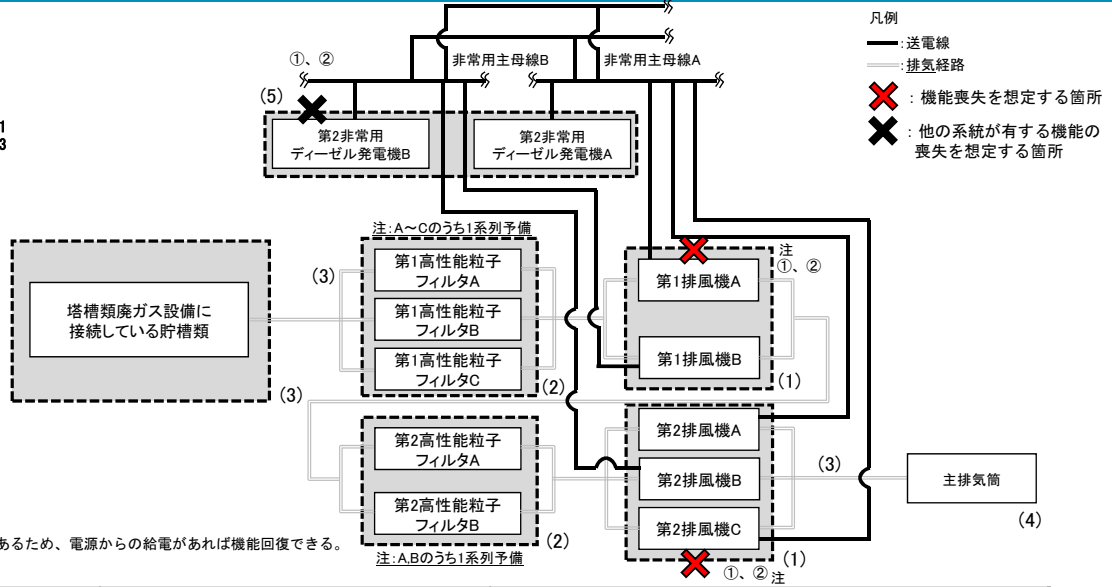 凡例
:送電線
:排気経路
:機能喪失を想定する箇所
:他の系統が有する機能の
喪失を想定する箇所
非常用主母線B
非常用主母線A
①、②
(5)
1
3
第2非常用
ディーゼル発電機B
第2非常用
ディーゼル発電機A
注:A～Cのうち1系列予備
塔槽類廃ガス設備に
接続している貯槽類
(3)
(3)
第1高性能粒子
フィルタA
第1高性能粒子
フィルタB
第1高性能粒子
フィルタC
(2)
注
①、②
第1排風機A
第1排風機B
(1)
第2高性能粒子
フィルタA
第2高性能粒子
フィルタB
(2)
注:A,Bのうち1系列予備
第2排風機A
第2排風機B
第2排風機C
(1)
①、②注
(3)
主排気筒
(4)
あるため、電源からの給電があれば機能回復できる。